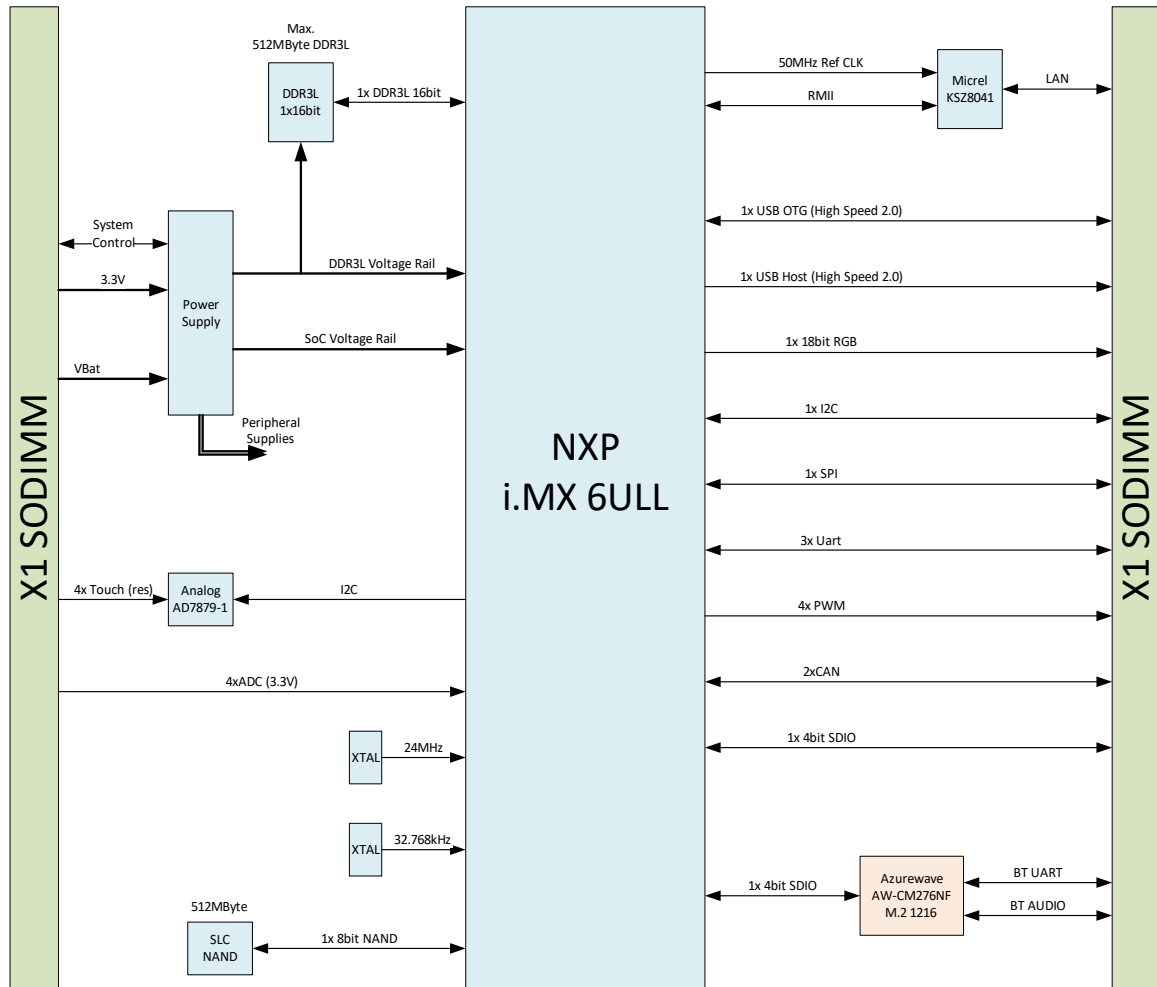 Max.
512MByte DDR3L
DDR3L
1x16bit
1x DDR3L 16bit
50MHz Ref CLK
RMII
Micrel
KSZ8041
LAN
System
Control
3.3V
VBat
Power
Supply
DDR3L Voltage Rail
SoC Voltage Rail
Peripheral
Supplies
X1 SODIMM
NXP
i.MX 6ULL
X1 SODIMM
1x USB OTG (High Speed 2.0)
1x USB Host (High Speed 2.0)
1x 18bit RGB
1x I2C
1x SPI
3x Uart
4x PWM
2xCAN
1x 4bit SDIO
4x Touch (res)
Analog
AD7879-1
I2C
4xADC (3.3V)
XTAL
24MHz
XTAL
32.768kHz
512MByte
SLC
NAND
1x 8bit NAND
1x 4bit SDIO
Azurewave
AW-CM276NF
M.2 1216
BT UART
BT AUDIO